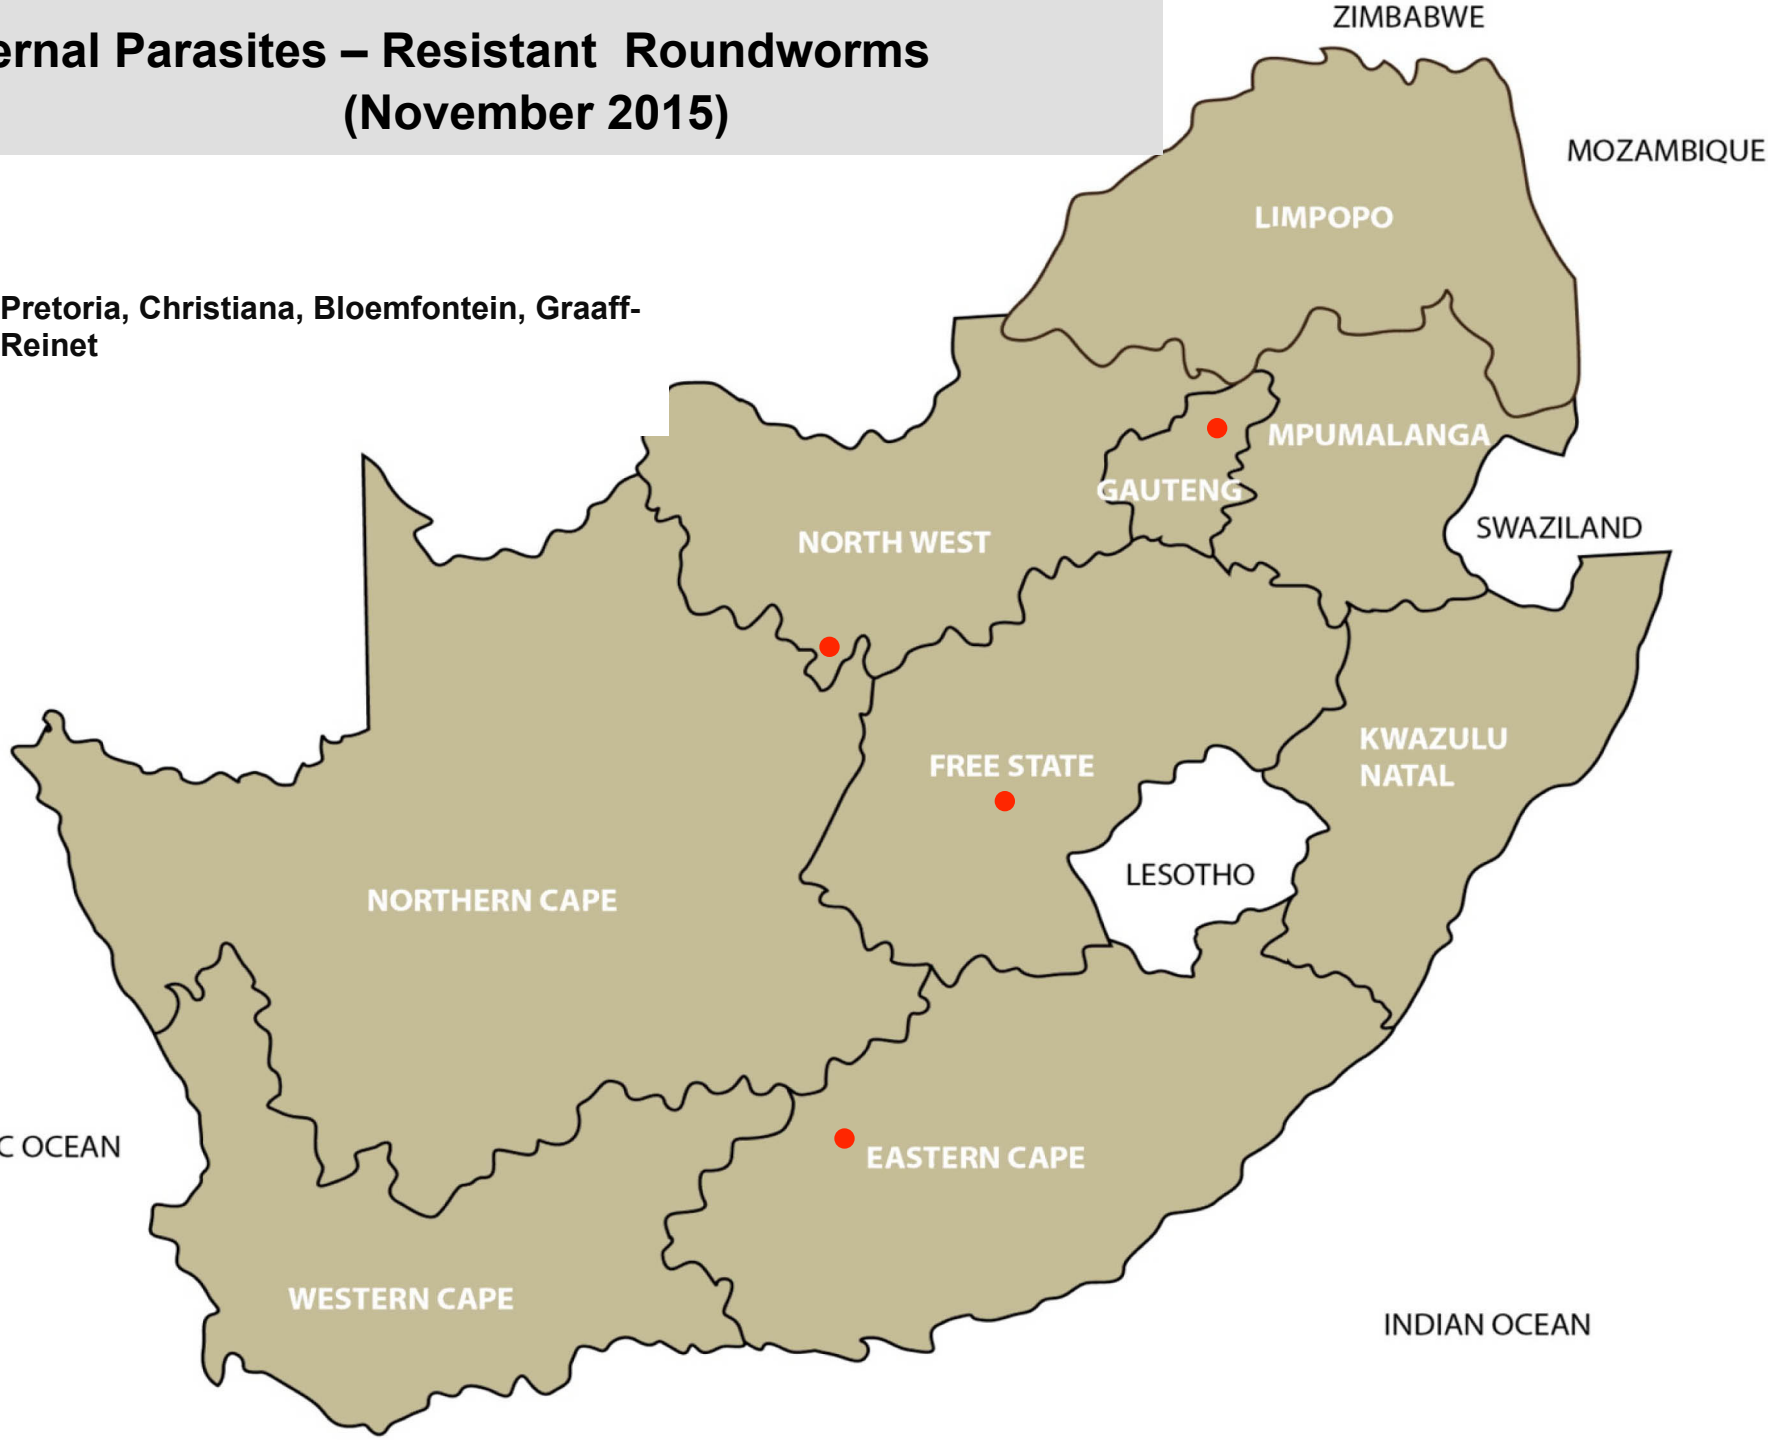 ernal Parasites – Resistant Roundworms
(November 2015)
ZIMBABWE
MOZAMBIQUE
LIMPOPO
Pretoria, Christiana, Bloemfontein, Graaff-
Reinet
MPUMALANGA
GAUTENG
SWAZILAND
NORTH WEST
KWAZULU
NATAL
FREE STATE
LESOTHO
NORTHERN CAPE
C OCEAN
EASTERN CAPE
WESTERN CAPE
INDIAN OCEAN